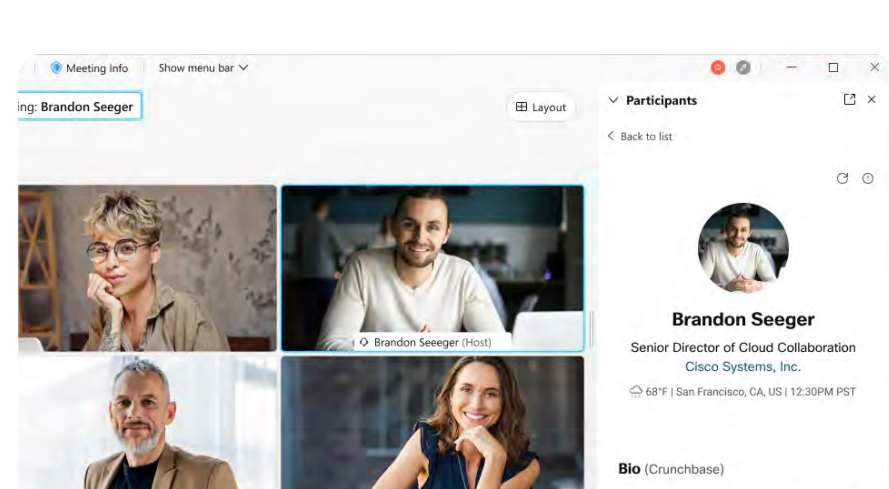 Meeting Info Show menu bar
ing: Brandon Seeger
Layout
Participants
Back to list
Brandon Seeeger (Host)
Brandon Seeger
Senior Director of Cloud Collaboration
Cisco Systems, Inc.
68°F | San Francisco, CA, US | 12:30PM PST
Bio (Crunchbase)